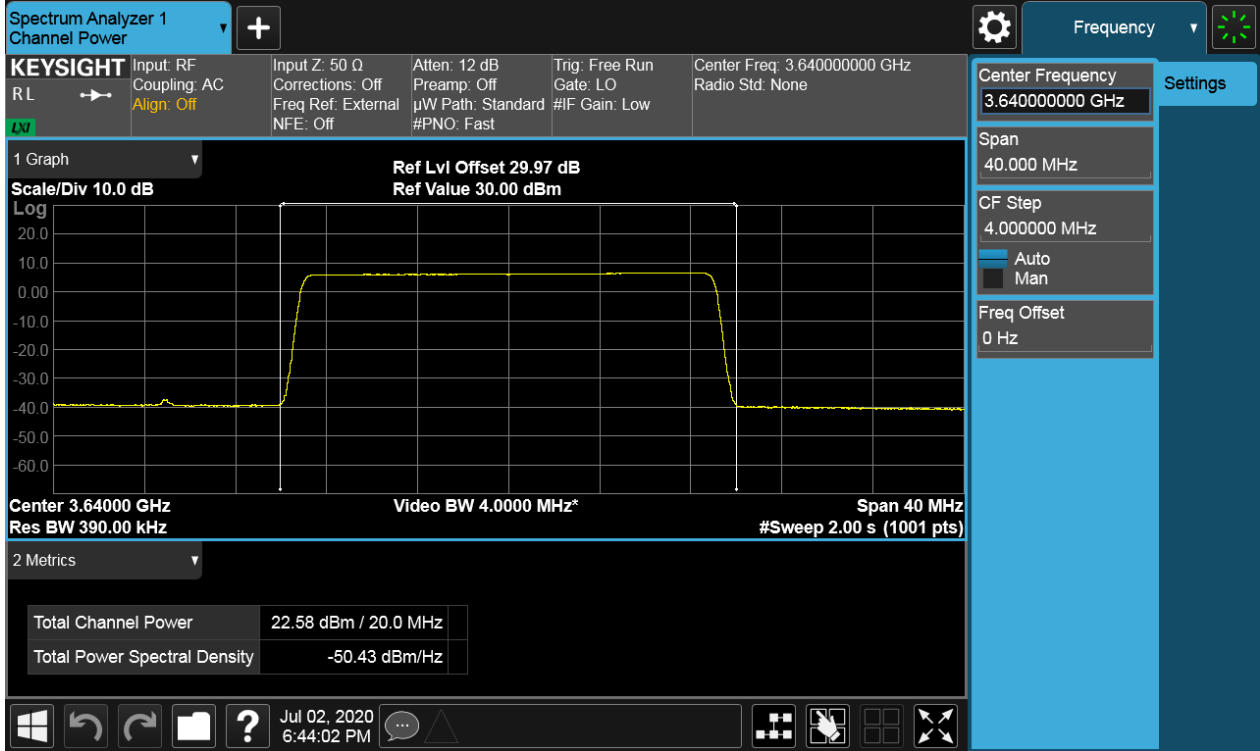 Spectrum Analyzer 1
Channel Power
Frequency
KEYSIGHT
R L
LXI
Input: RF
Coupling: AC
Align: Off
Input Z: 50 Ω
Corrections: Off
Freq Ref: External
NFE: Off
Atten: 12 dB
Preamp: Off
µW Path: Standard
#PNO: Fast
Trig: Free Run
Gate: LO
#IF Gain: Low
Center Freq: 3.640000000 GHz
Radio Std: None
Center Frequency
3.640000000 GHz
Settings
Span
40.000 MHz
CF Step
4.000000 MHz
Auto
Man
Freq Offset
0 Hz
1 Graph
Scale/Div 10.0 dB
Ref Lvl Offset 29.97 dB
Ref Value 30.00 dBm
Log
20.0
10.0
0.00
-10.0
-20.0
-30.0
-40.0
-50.0
-60.0
Center 3.64000 GHz
Video BW 4.0000 MHz*
Span 40 MHz
Res BW 390.00 kHz
#Sweep 2.00 s (1001 pts)
2 Metrics
Total Channel Power 22.58 dBm / 20.0 MHz
Total Power Spectral Density -50.43 dBm/Hz
?
Jul 02, 2020
6:44:02 PM